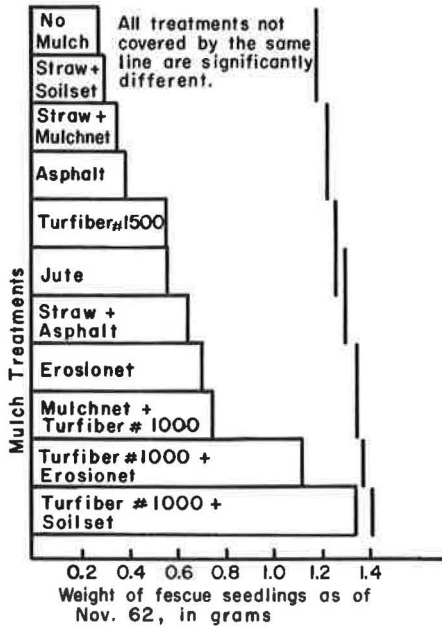 No
Mulch
All treatments not
covered by the same
line are significantly
different.
Straw +
Soilset
Straw +
Mulchnet
Asphalt
Turfiber #1500
Jute
Straw +
Asphalt
Erosionet
Mulchnet +
Turfiber # 1000
Turfiber #1000 +
Erosionet
Turfiber #1000 +
Soilset
Mulch Treatments
0.2 0.4 0.6 0.8 1.0 1.2 1.4
Weight of fescue seedlings as of
Nov. 62, in grams